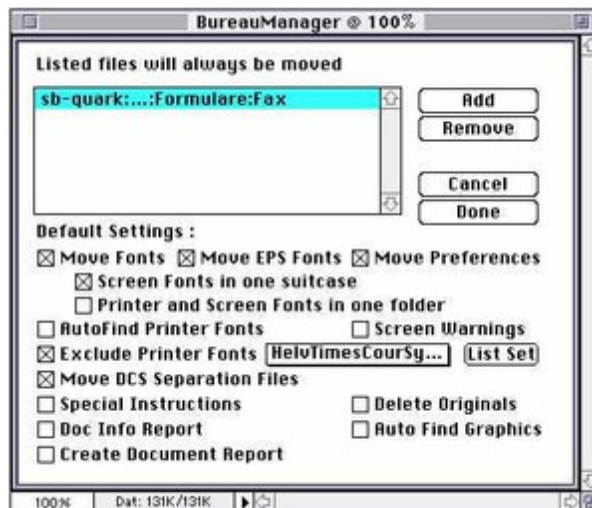 BureauManager @ 100%
Listed files will always be moved
sb-quark:...:Formulare:Fax
Add
Remove
Cancel
Done
Default Settings :
Move Fonts Move EPS Fonts Move Preferences
Screen Fonts in one suitcase
Printer and Screen Fonts in one folder
AutoFind Printer Fonts Screen Warnings
Exclude Printer Fonts HelvTimesCourSy... List Set
Move DCS Separation Files
Special Instructions Delete Originals
Doc Info Report Auto Find Graphics
Create Document Report
100% Dat: 131K/131K